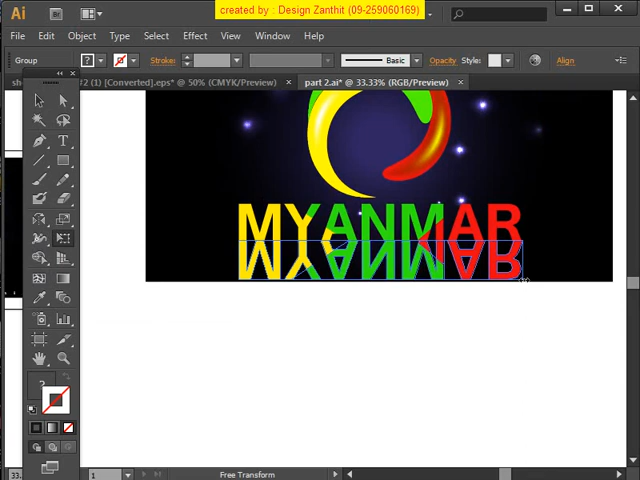 created by : Design Zanthit (09-259060169)
Ai
File Edit Object Type Select Effect View Window Help
Group ? Stroke: Basic Opacity Style: Align
#2 (1) [Converted].eps* @ 50% (CMYK/Preview) × part 2.ai* @ 33.33% (RGB/Preview) ×
MYANMAR
MYANMAR
?
1 Free Transform